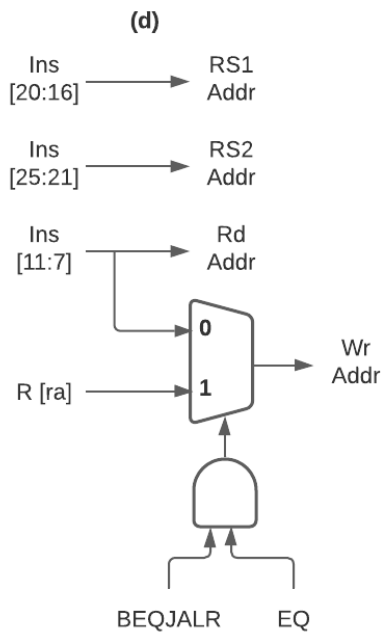 (d)
Ins
[20:16]
RS1
Addr
Ins
[25:21]
RS2
Addr
Ins
[11:7]
Rd
Addr
0
R [ra]
1
Wr
Addr
BEQJALR
EQ